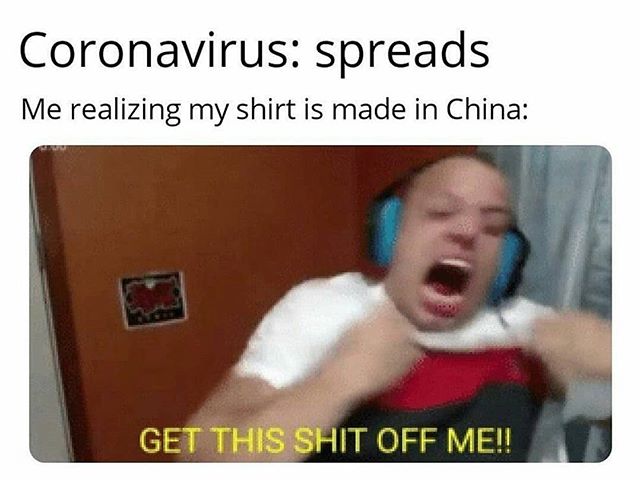 Coronavirus: spreads
Me realizing my shirt is made in China:
GET THIS SHIT OFF ME!!